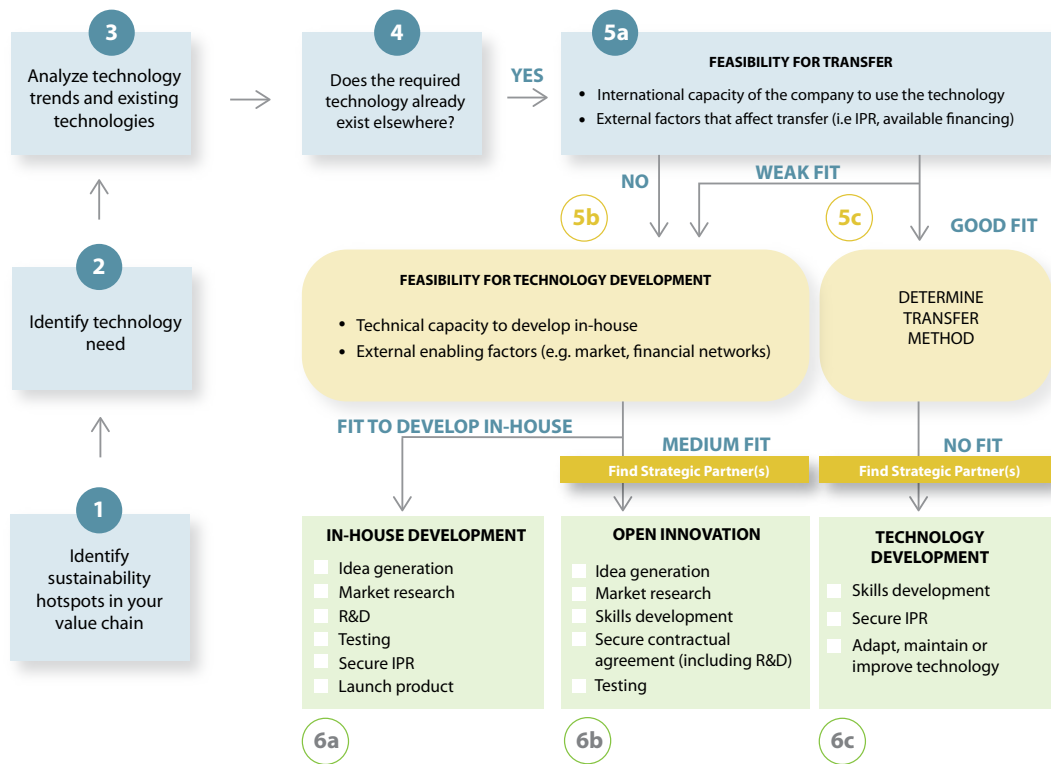 3
Analyze technology
trends and existing
technologies
4
Does the required
technology already
exist elsewhere?
YES
5a
FEASIBILITY FOR TRANSFER
• International capacity of the company to use the technology
• External factors that affect transfer (i.e IPR, available financing)
NO
WEAK FIT
5b
5c
GOOD FIT
2
Identify technology
need
FEASIBILITY FOR TECHNOLOGY DEVELOPMENT
• Technical capacity to develop in-house
• External enabling factors (e.g. market, financial networks)
DETERMINE
TRANSFER
METHOD
FIT TO DEVELOP IN-HOUSE
MEDIUM FIT
NO FIT
Find Strategic Partner(s)
Find Strategic Partner(s)
1
Identify
sustainability
hotspots in your
value chain
IN-HOUSE DEVELOPMENT
Idea generation
Market research
R&D
Testing
Secure IPR
Launch product
OPEN INNOVATION
Idea generation
Market research
Skills development
Secure contractual
agreement (including R&D)
Testing
TECHNOLOGY
DEVELOPMENT
Skills development
Secure IPR
Adapt, maintain or
improve technology
6a
6b
6c